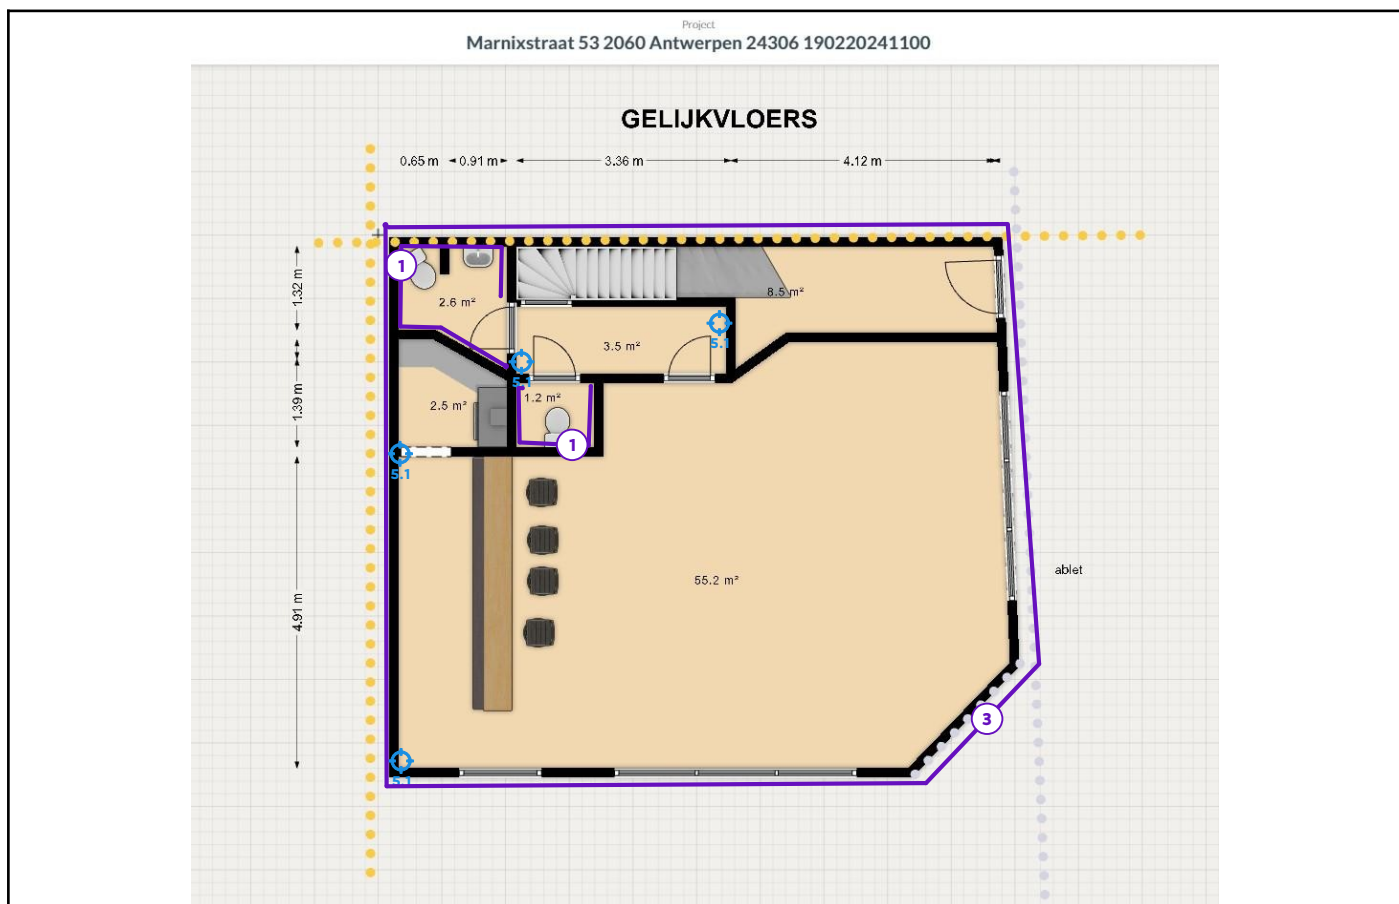 Project
Marnixstraat 53 2060 Antwerpen 24306 190220241100
GELIJKVLOERS
0.65 m 0.91 m 3.36 m 4.12 m
1.32 m
1
2.6 m²
8.5 m²
5.1
3.5 m²
5.1
1.39 m
2.5 m²
1.2 m²
1
5.1
4.91 m
55.2 m²
ablet
3
5.1